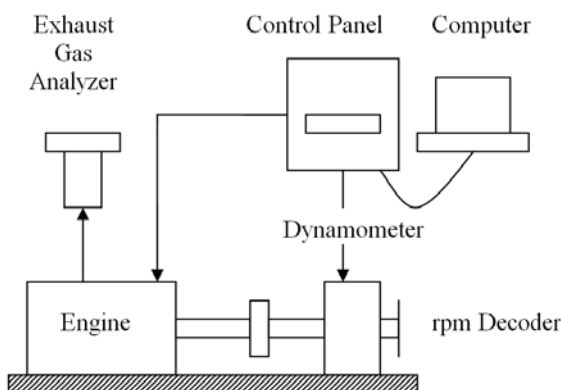 Exhaust
Gas
Analyzer
Control Panel
Computer
Dynamometer
Engine
rpm Decoder